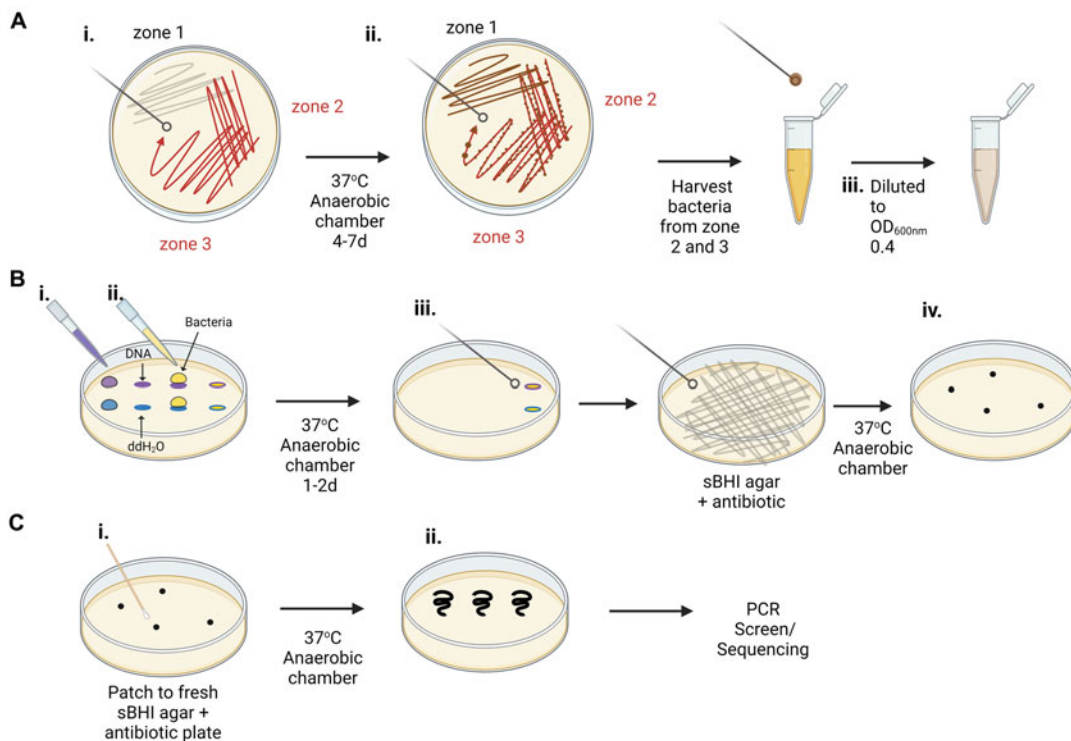 A
i.
zone 1
zone 2
zone 3
37°C
Anaerobic
chamber
4-7d
ii.
zone 1
zone 2
zone 3
Harvest
bacteria
from zone
2 and 3
iii. Diluted
to
OD600nm
0.4
B
i.
ii.
Bacteria
DNA
ddH2O
37°C
Anaerobic
chamber
1-2d
iii.
sBHI agar
+ antibiotic
37°C
Anaerobic
chamber
iv.
C
i.
Patch to fresh
sBHI agar +
antibiotic plate
37°C
Anaerobic
chamber
ii.
PCR
Screen/
Sequencing